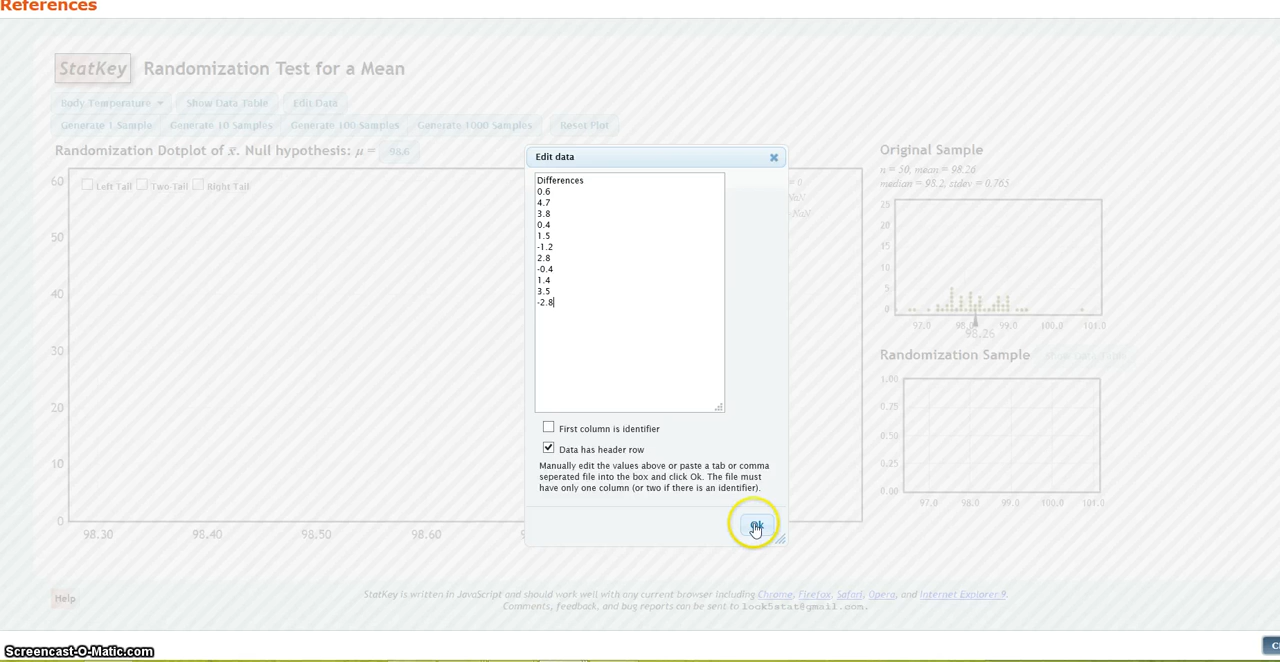 References
StatKey Randomization Test for a Mean
Body Temperature Show Data Table Edit Data
Generate 1 Sample Generate 10 Samples Generate 100 Samples Generate 1000 Samples Reset Plot
Randomization Dotplot of x̄. Null hypothesis: μ = 98.6
Left Tail Two-Tail Right Tail
60
50
40
30
20
10
0
98.30 98.40 98.50 98.60
= 0
NaN
NaN
Edit data
Differences
0.6
4.7
3.8
0.4
1.5
-1.2
2.8
-0.4
1.4
3.5
-2.8
First column is identifier
Data has header row
Manually edit the values above or paste a tab or comma
seperated file into the box and click Ok. The file must
have only one column (or two if there is an identifier).
Ok
Original Sample
n = 50, mean = 98.26
median = 98.2, stdev = 0.765
25
20
15
10
5
0
97.0 98.0 99.0 100.0 101.0
98.26
Randomization Sample Show Data Table
1.00
0.75
0.50
0.25
0.00
97.0 98.0 99.0 100.0 101.0
Help
StatKey is written in JavaScript and should work well with any current browser including Chrome, Firefox, Safari, Opera, and Internet Explorer 9.
Comments, feedback, and bug reports can be sent to lock5stat@gmail.com.
Screencast-O-Matic.com